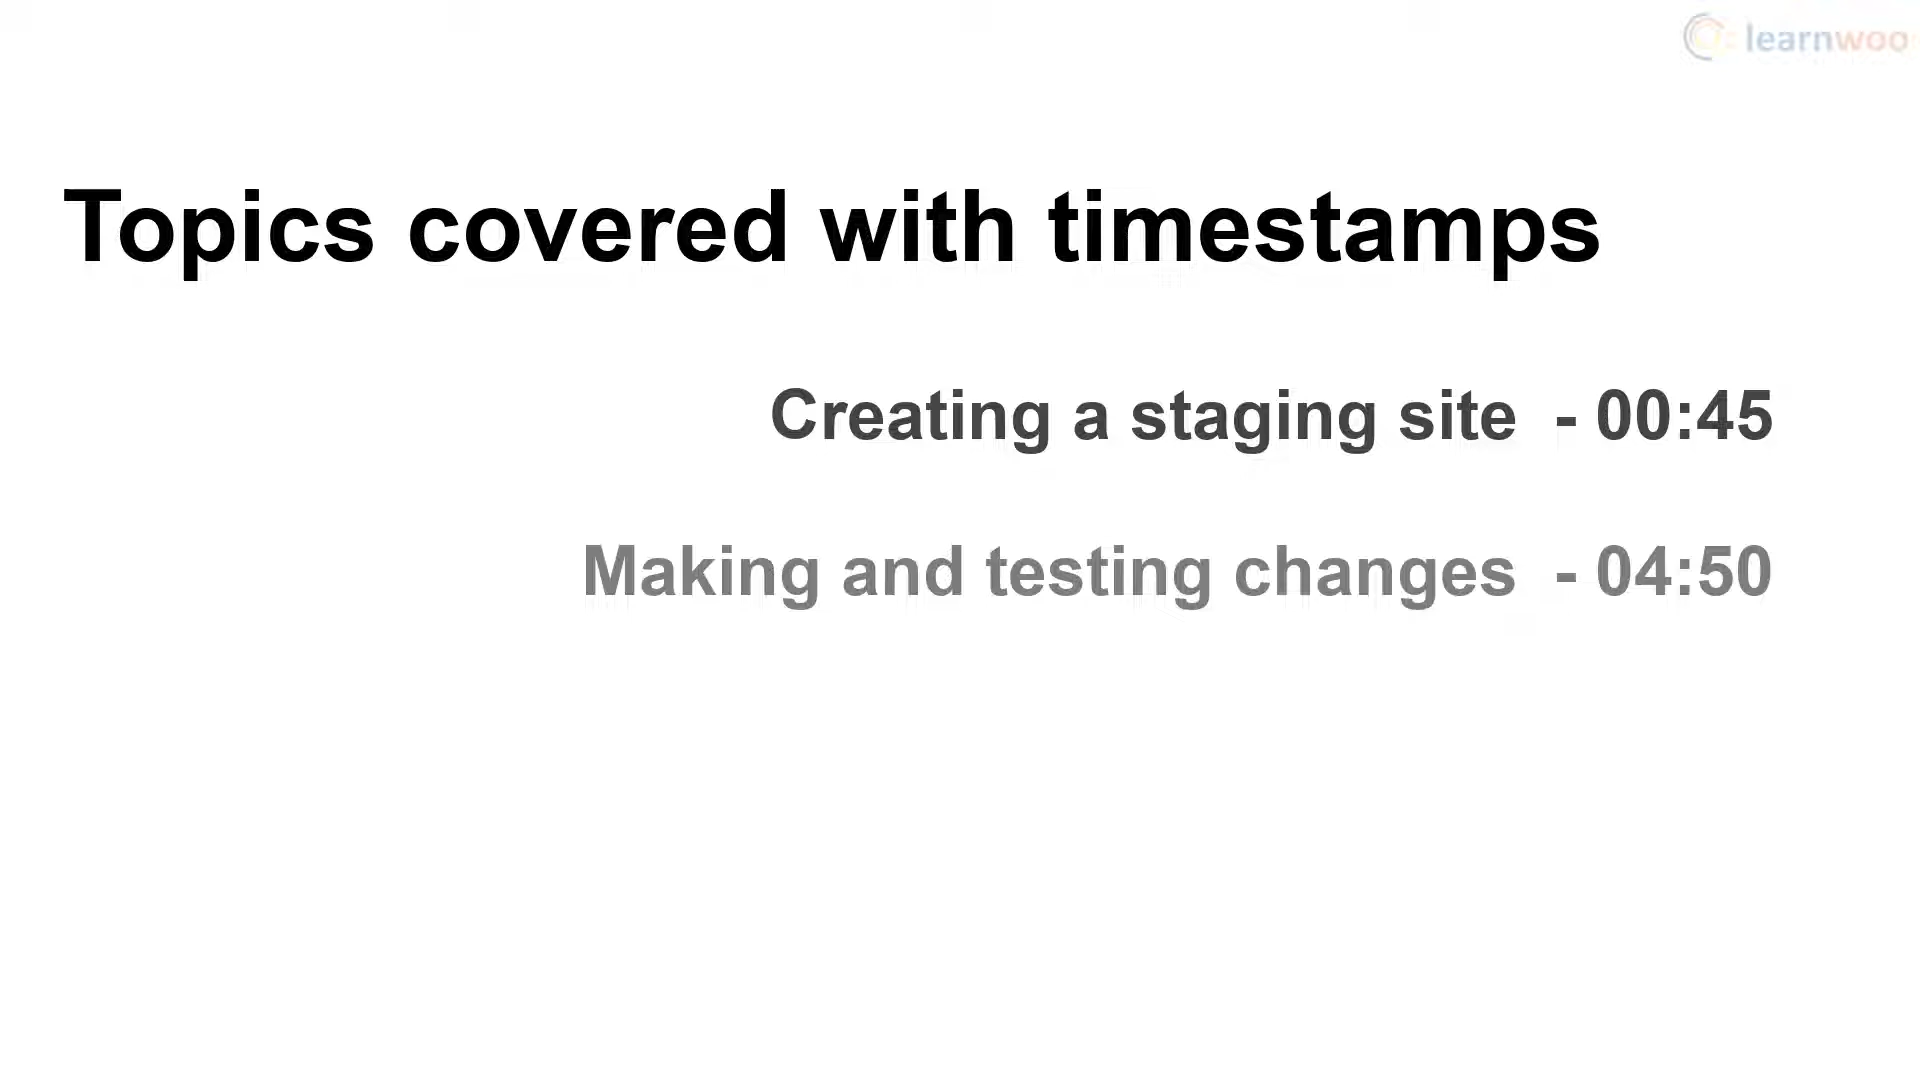 learnwoo
Topics covered with timestamps
Creating a staging site - 00:45
Making and testing changes - 04:50